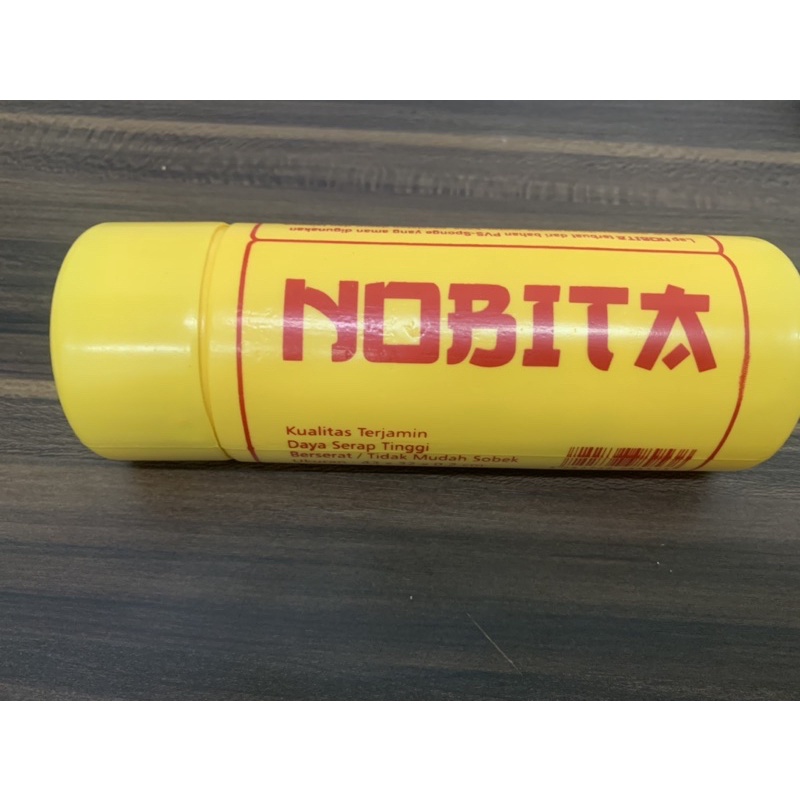 Lap NOBITA terbuat dari bahan PVS-Sponge yang aman digunakan
NOBITA
Kualitas Terjamin
Daya Serap Tinggi
Berserat / Tidak Mudah Sobek